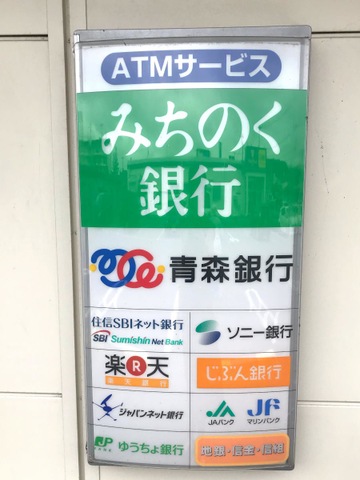 ATMサービス
みちのく
銀行
青森銀行
住信SBIネット銀行
SBI Sumishin Net Bank
ソニー銀行
楽R天
楽天銀行
じぶん銀行
ジャパンネット銀行
JA
JAバンク
JF
マリンバンク
JP
ゆうちょ銀行
地銀・信金・信組